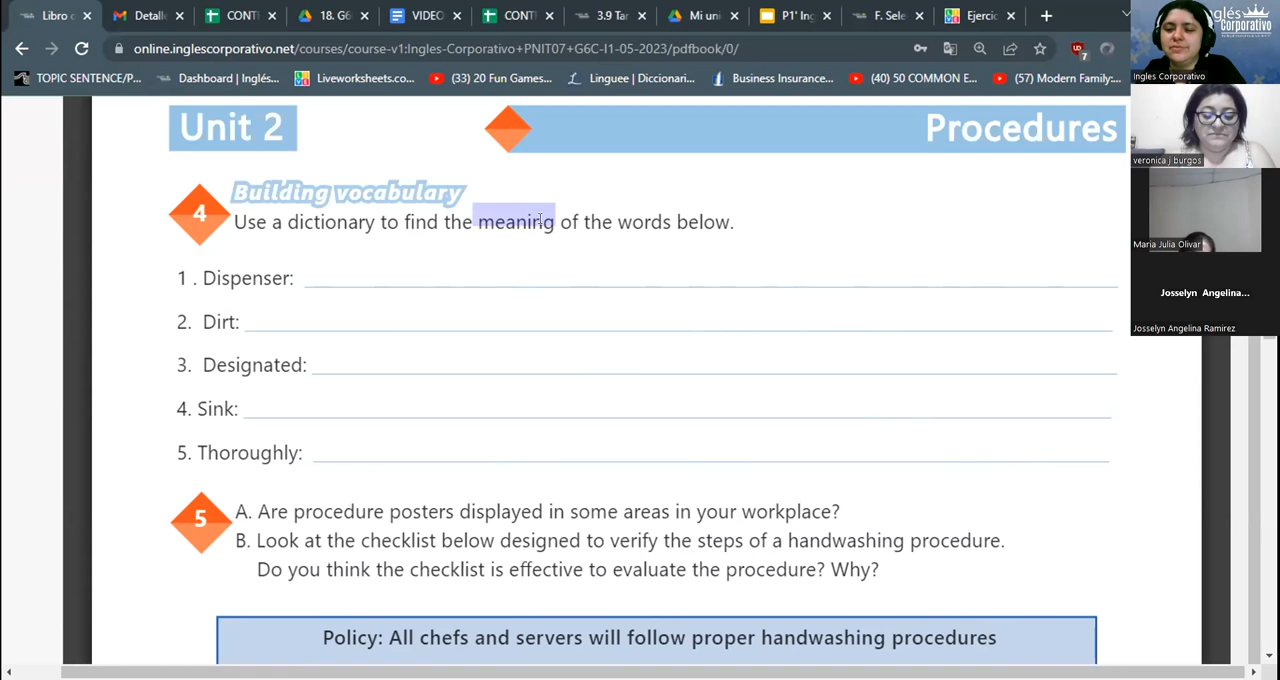 Libro c
Detall
CONT
18. G6
VIDEO
CONT
3.9 Tar
Mi uni
P1' In
F. Sele
Ejercic
online.inglescorporativo.net/courses/course-v1:Ingles-Corporativo+PNIT07+G6C-I1-05-2023/pdfbook/0/
7
TOPIC SENTENCE/P...
Dashboard | Inglés...
Liveworksheets.co...
(33) 20 Fun Games...
Linguee | Diccionari...
Business Insurance...
(40) 50 COMMON E...
(57) Modern Family:...
Inglés
Corporativo
Ingles Corporativo
veronica j burgos
Maria Julia Olivar
Josselyn Angelina...
Josselyn Angelina Ramirez
Unit 2
Procedures
Building vocabulary
4
Use a dictionary to find the meaning of the words below.
1 . Dispenser:
2. Dirt:
3. Designated:
4. Sink:
5. Thoroughly:
5
A. Are procedure posters displayed in some areas in your workplace?
B. Look at the checklist below designed to verify the steps of a handwashing procedure.
Do you think the checklist is effective to evaluate the procedure? Why?
Policy: All chefs and servers will follow proper handwashing procedures